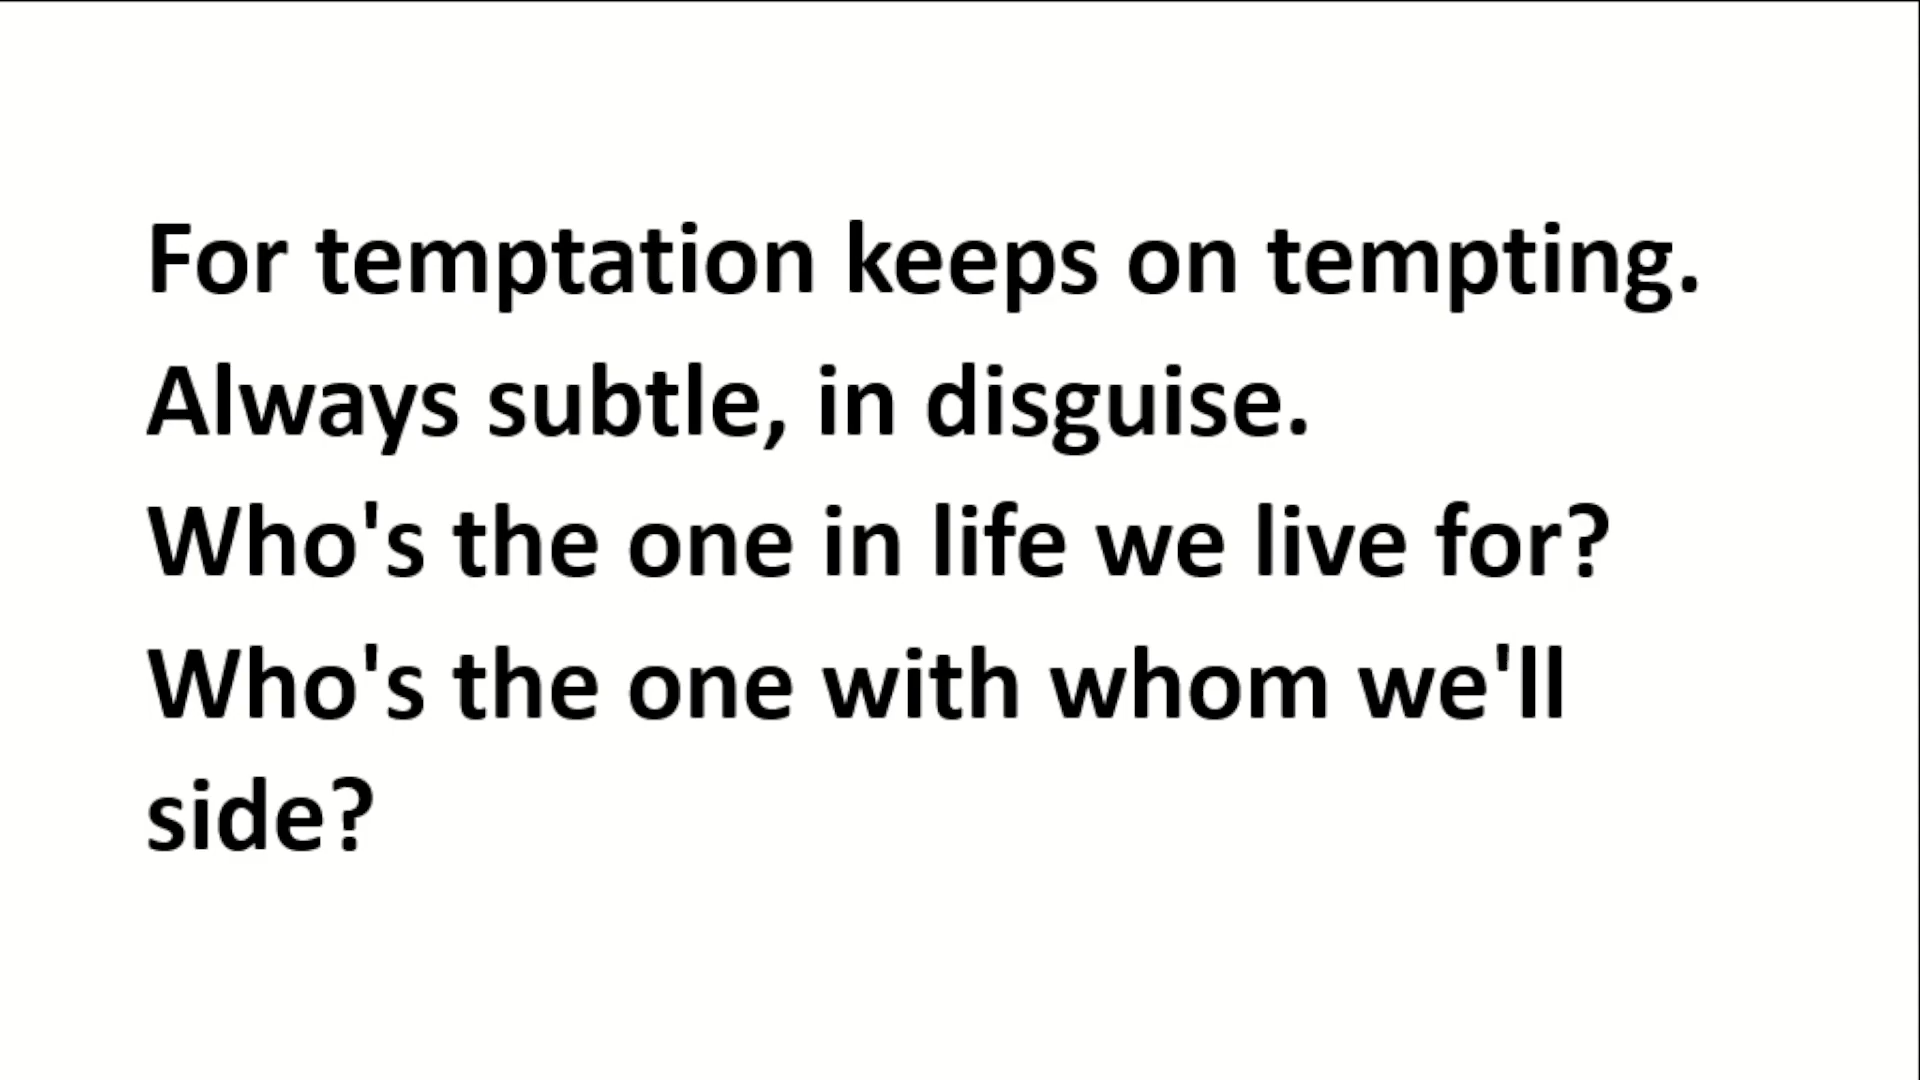 For temptation keeps on tempting.
Always subtle, in disguise.
Who's the one in life we live for?
Who's the one with whom we'll
side?